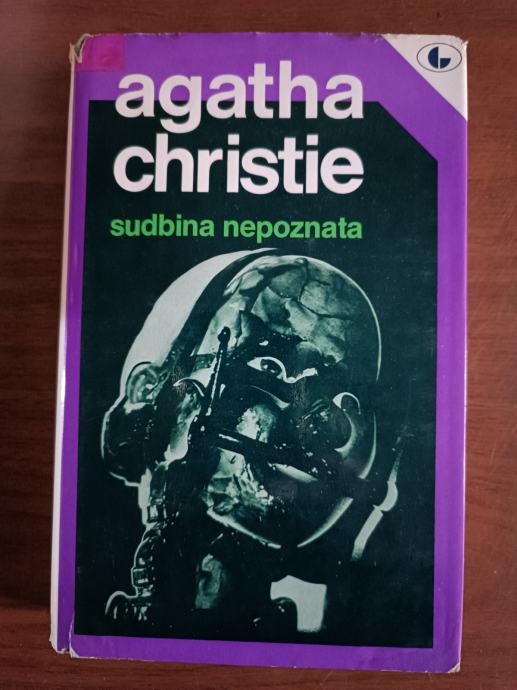 agatha
christie
sudbina nepoznata